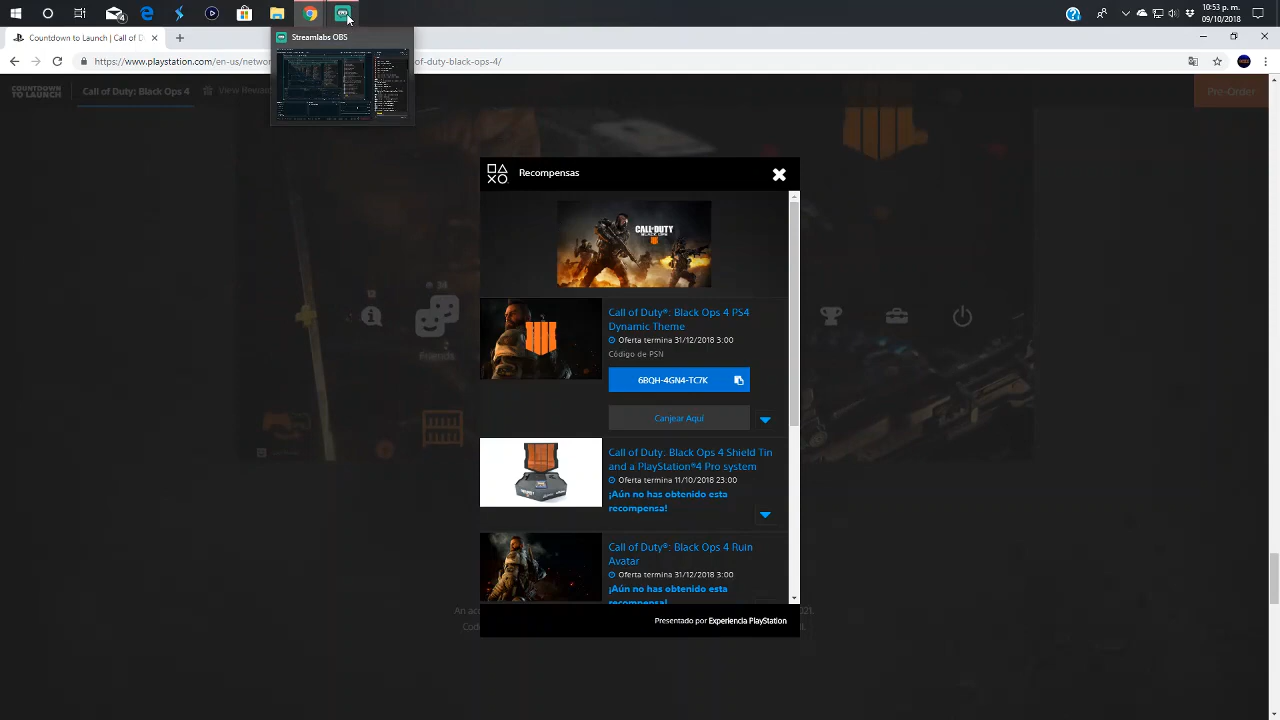 10:53 p. m.
09/10/2018
4
Streamlabs OBS
Countdown to Launch | Call of D
https://www.playstation.com/en-us/netwo
of-duty-black-ops-4/
COUNTDOWN
TO LAUNCH
Call of Duty: Black Ops 4
Pre-Order
Recompensas
CALL OF DUTY
BLACK OPS
Call of Duty®: Black Ops 4 PS4
Dynamic Theme
Oferta termina 31/12/2018 3:00
Código de PSN
6BQH-4GN4-TC7K
Canjear Aquí
Call of Duty: Black Ops 4 Shield Tin
and a PlayStation®4 Pro system
Oferta termina 11/10/2018 23:00
¡Aún no has obtenido esta
recompensa!
Call of Duty®: Black Ops 4 Ruin
Avatar
Oferta termina 31/12/2018 3:00
¡Aún no has obtenido esta
recompensa!
Friends
Presentado por Experiencia PlayStation